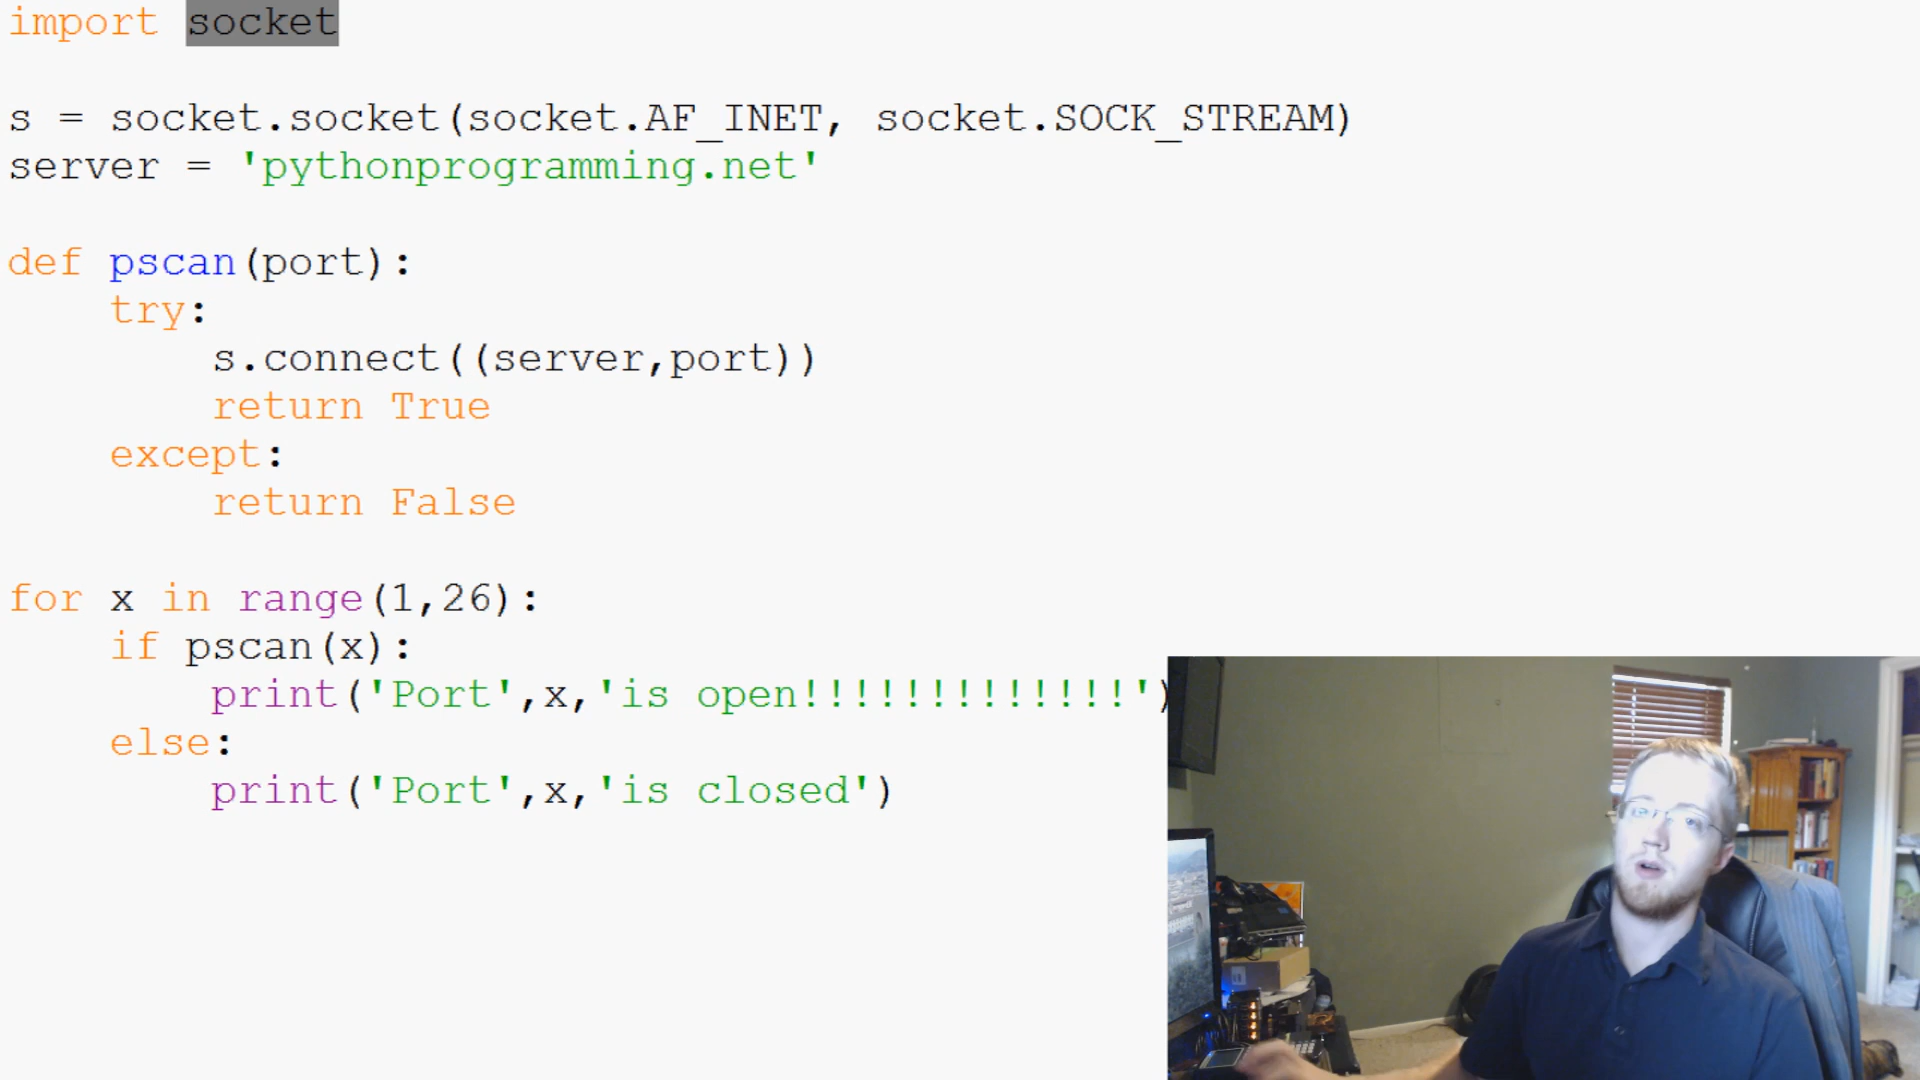 import socket
s = socket.socket(socket.AF_INET, socket.SOCK_STREAM)
server = 'pythonprogramming.net'
def pscan(port):
try:
s.connect((server,port))
return True
except:
return False
for x in range(1,26):
if pscan(x):
print('Port',x,'is open!!!!!!!!!!!!!')
else:
print('Port',x,'is closed')